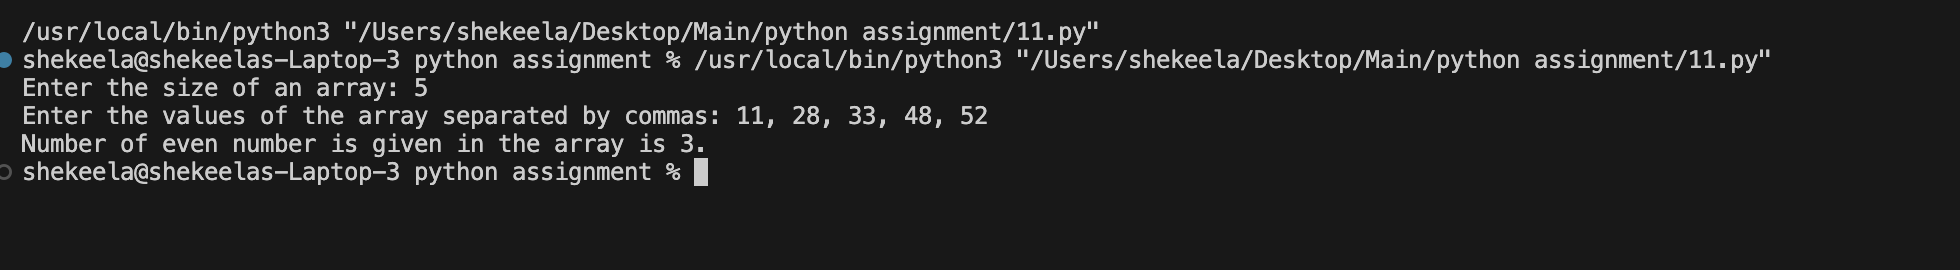 /usr/local/bin/python3 "/Users/shekeela/Desktop/Main/python assignment/11.py"
shekeela@shekeelas-Laptop-3 python assignment % /usr/local/bin/python3 "/Users/shekeela/Desktop/Main/python assignment/11.py"
Enter the size of an array: 5
Enter the values of the array separated by commas: 11, 28, 33, 48, 52
Number of even number is given in the array is 3.
shekeela@shekeelas-Laptop-3 python assignment %